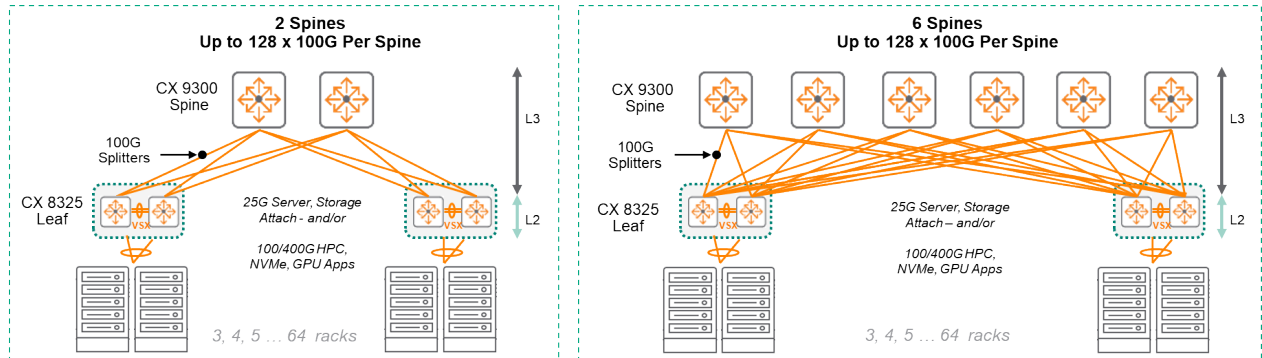 2 Spines
Up to 128 x 100G Per Spine
CX 9300
Spine
100G
Splitters
L3
CX 8325
Leaf
VSX
25G Server, Storage
Attach - and/or
100/400G HPC,
NVMe, GPU Apps
VSX
L2
3, 4, 5 … 64 racks
6 Spines
Up to 128 x 100G Per Spine
CX 9300
Spine
100G
Splitters
L3
CX 8325
Leaf
VSX
25G Server, Storage
Attach – and/or
100/400G HPC,
NVMe, GPU Apps
VSX
L2
3, 4, 5 … 64 racks